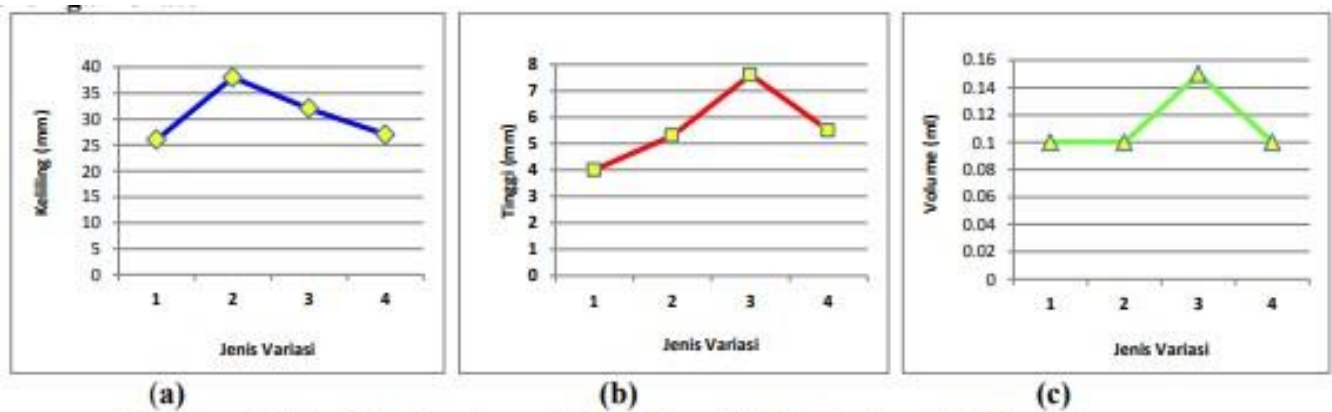 40
35
30
25
20
15
10
5
0
Keliling (mm)
1 2 3 4
Jenis Variasi
(a)
8
7
6
5
4
3
2
1
0
Tinggi (mm)
1 2 3 4
Jenis Variasi
(b)
0.16
0.14
0.12
0.1
0.08
0.06
0.04
0.02
0
Volume (ml)
1 2 3 4
Jenis Variasi
(c)